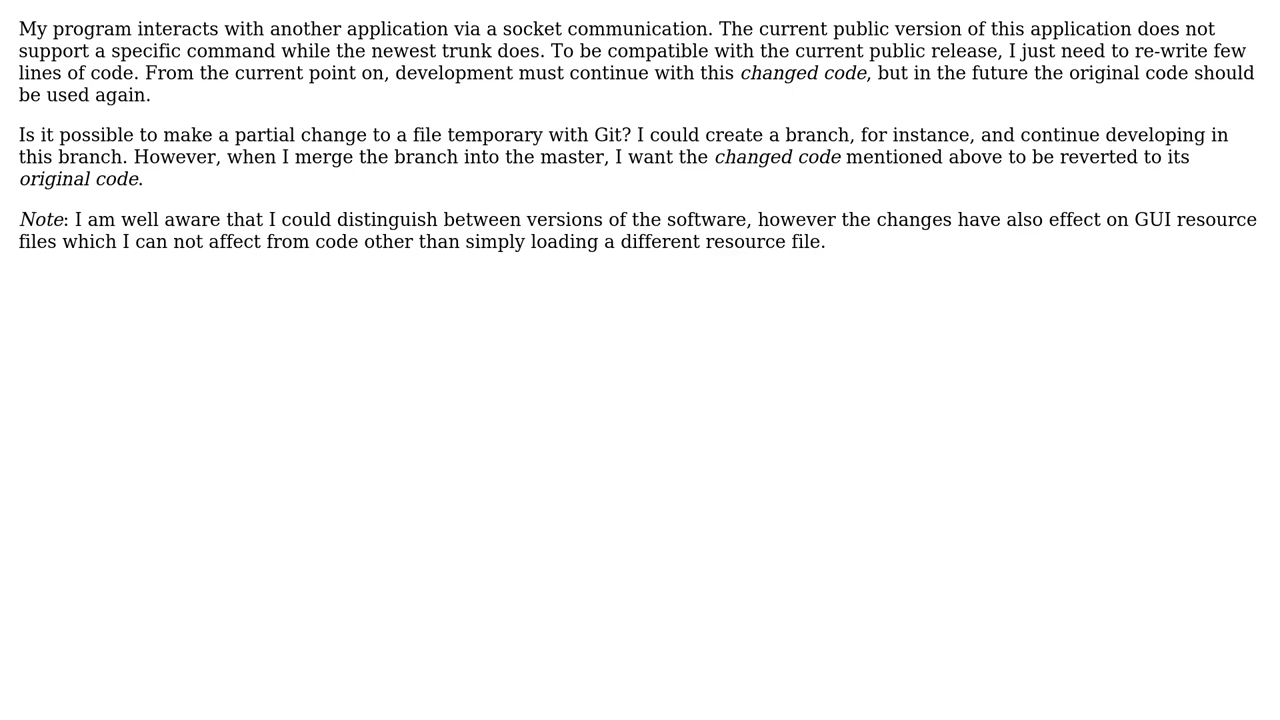 My program interacts with another application via a socket communication. The current public version of this application does not
support a specific command while the newest trunk does. To be compatible with the current public release, I just need to re-write few
lines of code. From the current point on, development must continue with this changed code, but in the future the original code should
be used again.
Is it possible to make a partial change to a file temporary with Git? I could create a branch, for instance, and continue developing in
this branch. However, when I merge the branch into the master, I want the changed code mentioned above to be reverted to its
original code.
Note: I am well aware that I could distinguish between versions of the software, however the changes have also effect on GUI resource
files which I can not affect from code other than simply loading a different resource file.